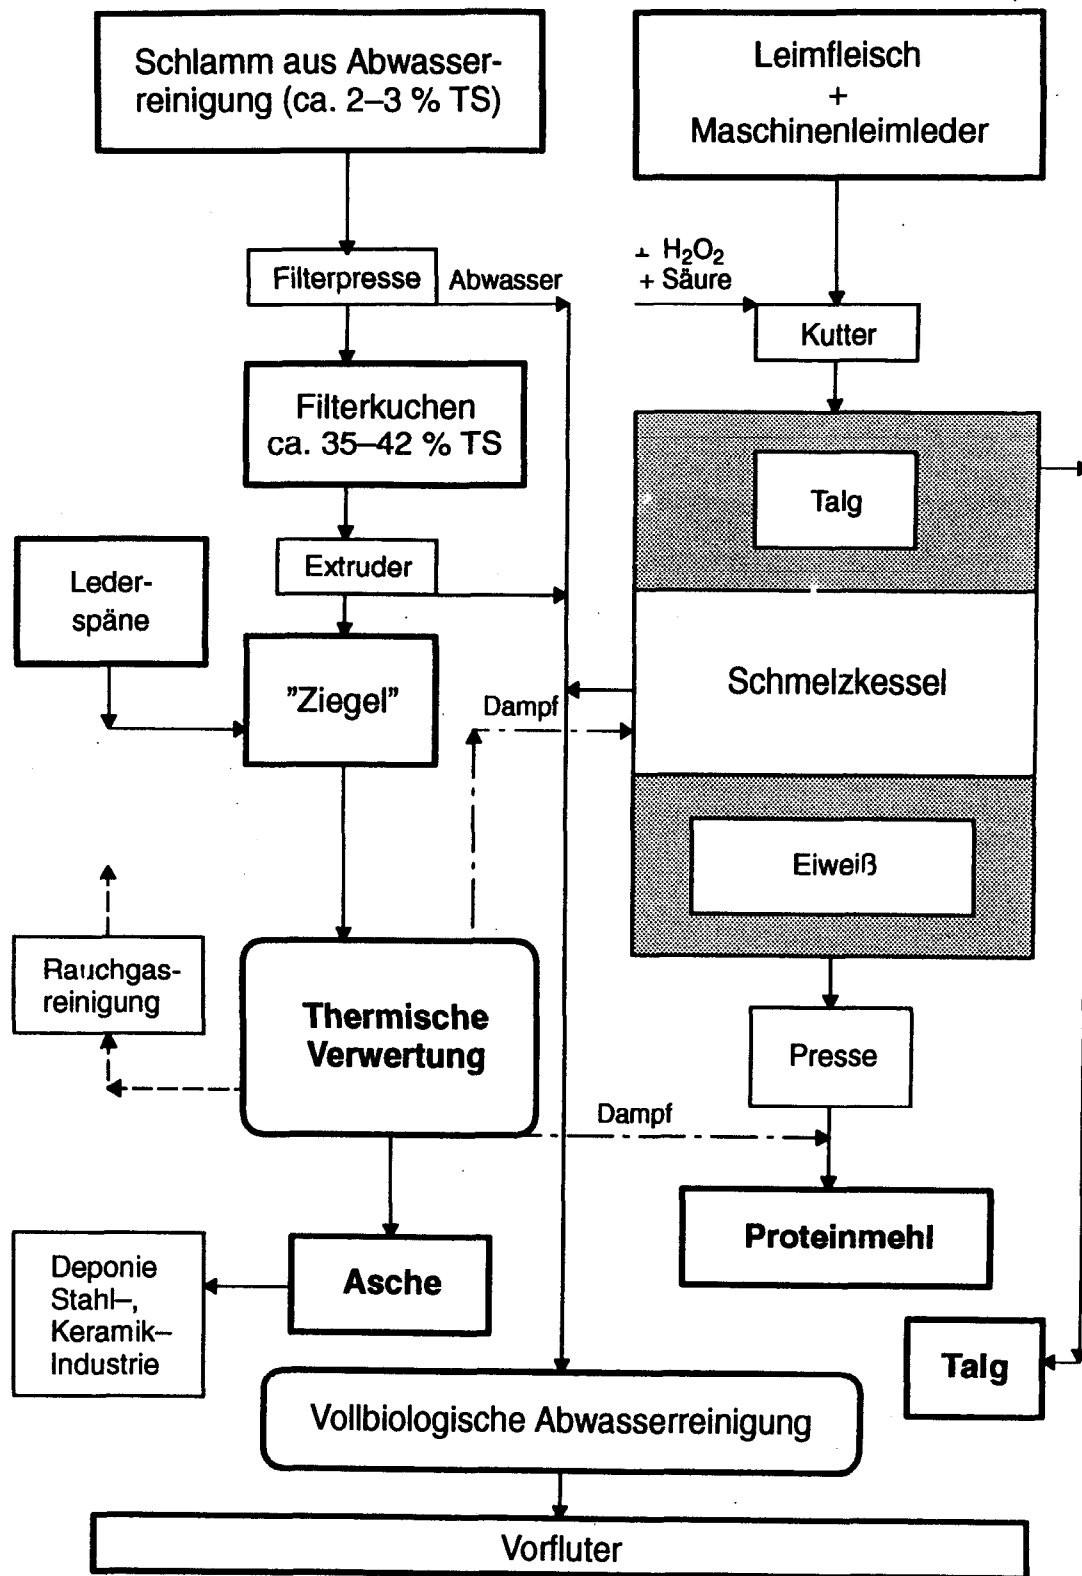 Schlamm aus Abwasser-
reinigung (ca. 2–3 % TS)
Leimfleisch
+
Maschinenleimleder
Filterpresse
Abwasser
+ H₂O₂
+ Säure
Kutter
Filterkuchen
ca. 35–42 % TS
Talg
Extruder
Leder-
späne
"Ziegel"
Schmelzkessel
Dampf
Eiweiß
Rauchgas-
reinigung
Thermische
Verwertung
Presse
Dampf
Proteinmehl
Deponie
Stahl–,
Keramik–
Industrie
Asche
Talg
Vollbiologische Abwasserreinigung
Vorfluter